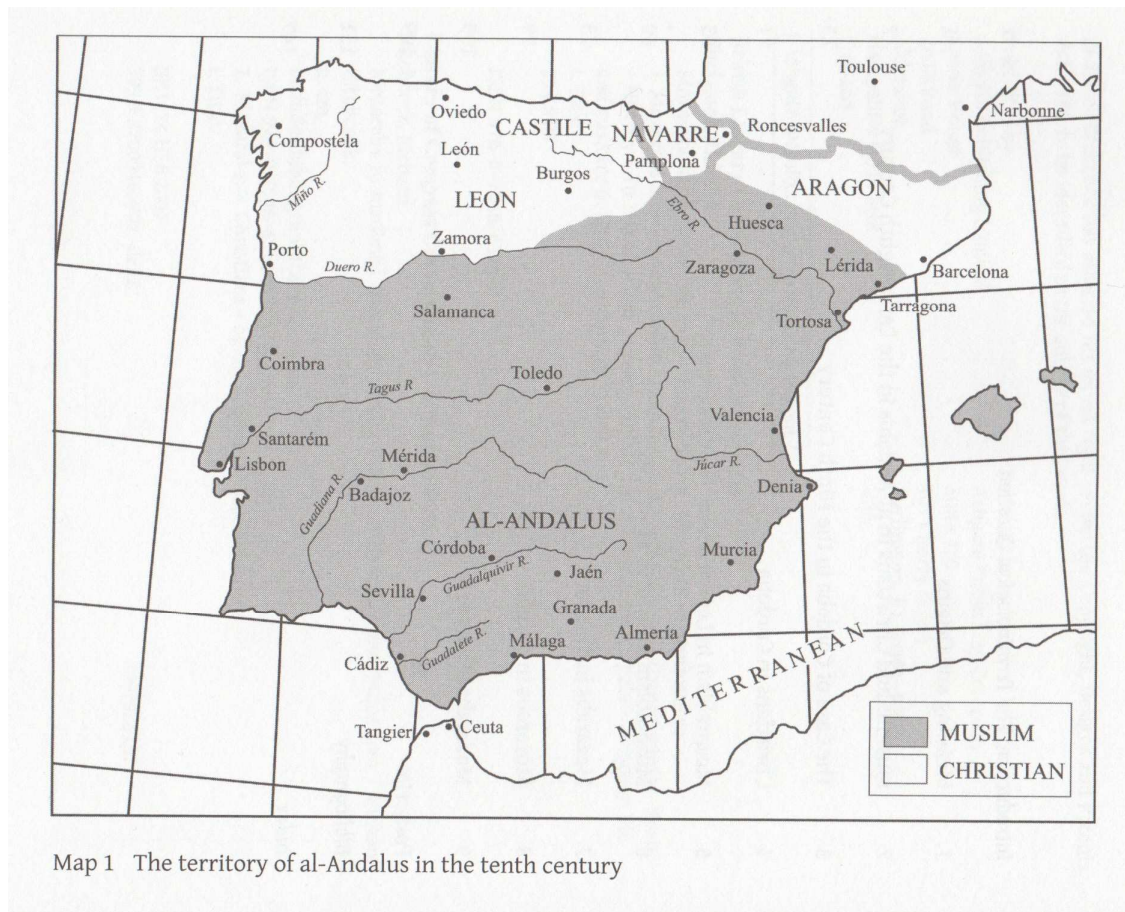 Toulouse
Narbonne
Oviedo
CASTILE
NAVARRE
Roncesvalles
Compostela
León
Pamplona
Burgos
ARAGON
Miño R.
LEON
Ebro R.
Huesca
Zamora
Porto
Duero R.
Zaragoza
Lérida
Barcelona
Salamanca
Tarragona
Tortosa
Coimbra
Toledo
Tagus R
Valencia
Santarém
Lisbon
Mérida
Júcar R.
Badajoz
Denia
Guadiana R.
AL-ANDALUS
Córdoba
Murcia
Guadalquivir R.
Jaén
Sevilla
Granada
Almería
Málaga
Guadalete R.
Cádiz
MEDITERRANEAN
Tangier
Ceuta
MUSLIM
CHRISTIAN
Map 1 The territory of al-Andalus in the tenth century